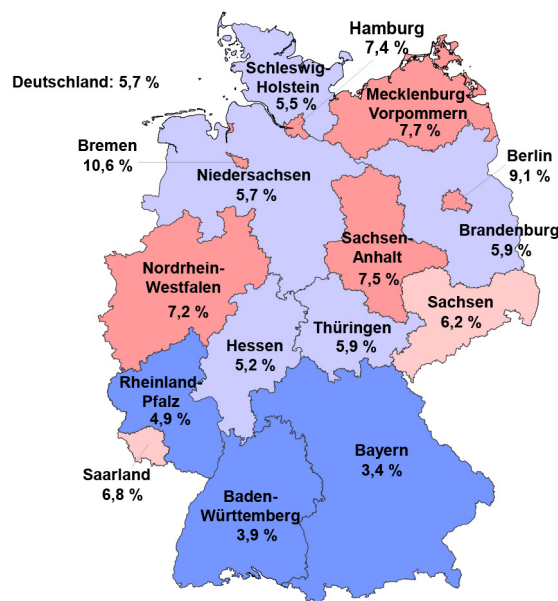 Hamburg
7,4 %
Deutschland: 5,7 %
Schleswig-
Holstein
5,5 %
Mecklenburg-
Vorpommern
7,7 %
Bremen
10,6 %
Berlin
9,1 %
Niedersachsen
5,7 %
Brandenburg
5,9 %
Sachsen-
Anhalt
7,5 %
Nordrhein-
Westfalen
7,2 %
Sachsen
6,2 %
Thüringen
5,9 %
Hessen
5,2 %
Rheinland-
Pfalz
4,9 %
Bayern
3,4 %
Saarland
6,8 %
Baden-
Württemberg
3,9 %